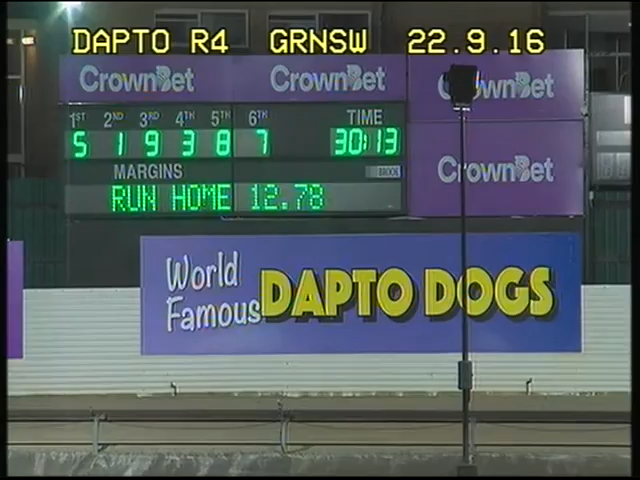 DAPTO R4 GRNSW 22.9.16
CrownBet CrownBet CrownBet
1ST 2ND 3RD 4TH 5TH 6TH TIME
5 1 9 3 8 7 30:13
CrownBet
MARGINS
RUN HOME 12.78
World
Famous DAPTO DOGS